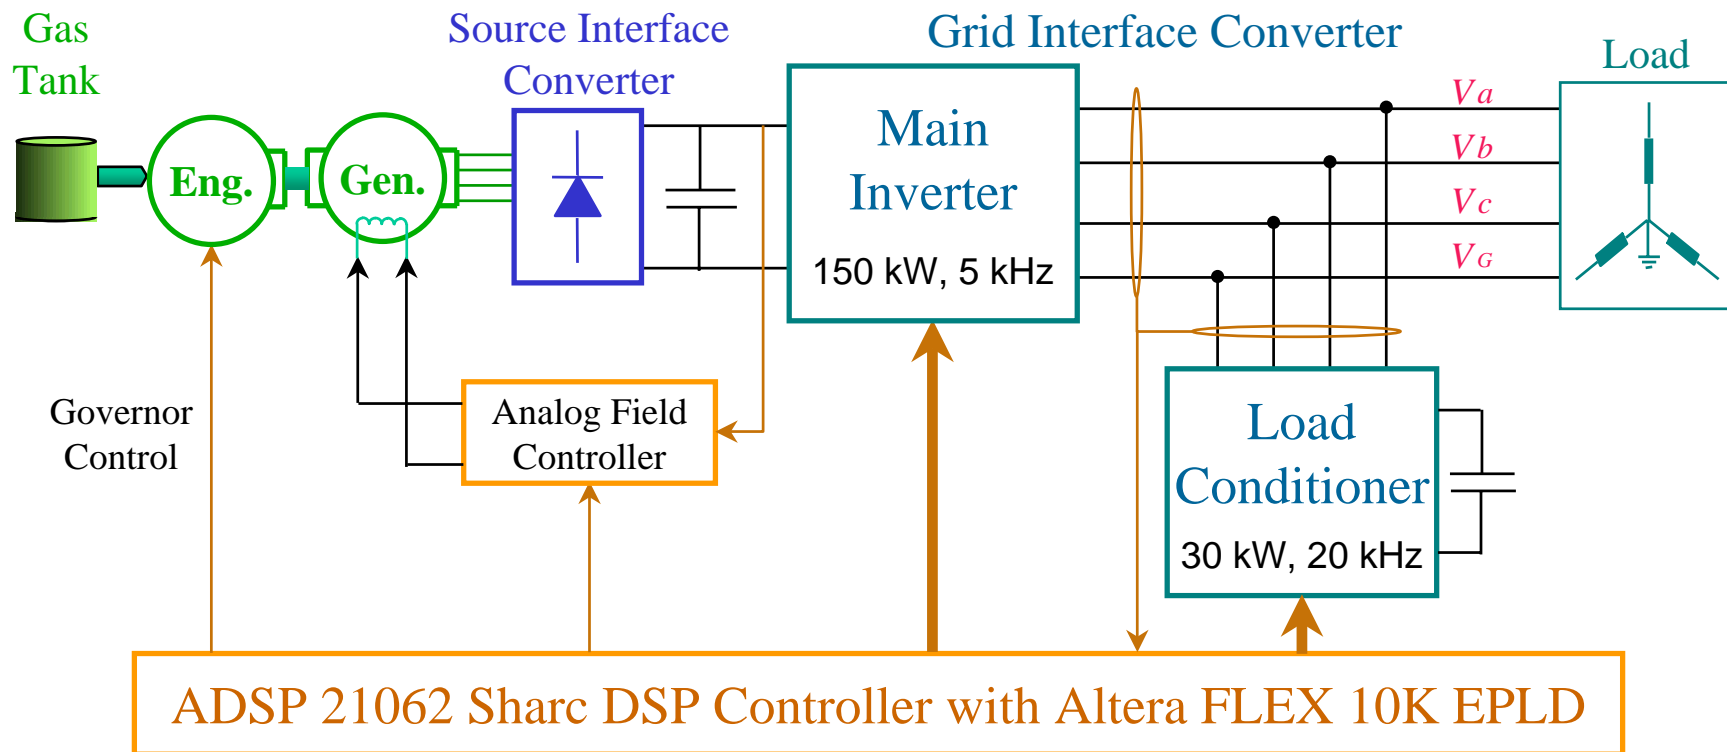 Gas
Tank
Source Interface
Converter
Grid Interface Converter
Load
Eng.
Gen.
Main
Inverter
150 kW, 5 kHz
Va
Vb
Vc
VG
Governor
Control
Analog Field
Controller
Load
Conditioner
30 kW, 20 kHz
ADSP 21062 Sharc DSP Controller with Altera FLEX 10K EPLD